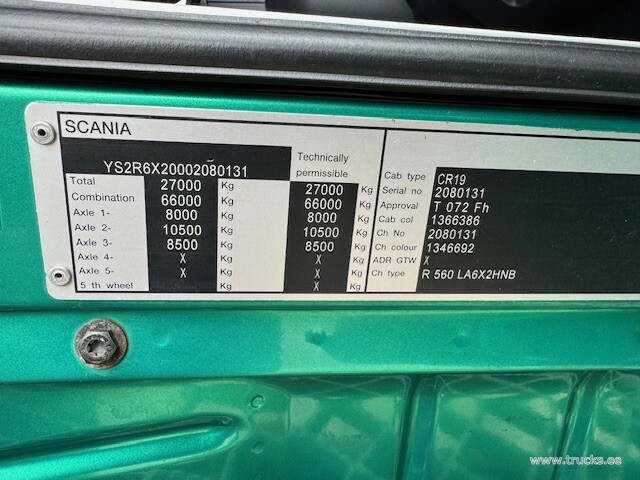 SCANIA
YS2R6X20002080131
Technically
permissible
Total 27000 Kg 27000 Kg
Combination 66000 Kg 66000 Kg
Axle 1- 8000 Kg 8000 Kg
Axle 2- 10500 Kg 10500 Kg
Axle 3- 8500 Kg 8500 Kg
Axle 4- X Kg X Kg
Axle 5- X Kg X Kg
5 th wheel Kg X Kg
Cab type CR19
Serial no 2080131
Approval T 072 Fh
Cab col 1366386
Ch No 2080131
Ch colour 1346692
ADR GTW X
Ch type R 560 LA6X2HNB
www.trucks.ee